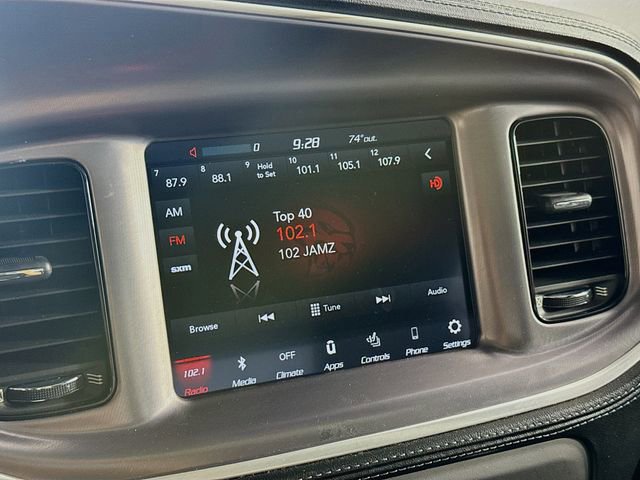 0 9:28 74° out.
7 87.9 8 88.1 9 Hold to Set 10 101.1 11 105.1 12 107.9
AM
FM
sxm
Top 40
102.1
102 JAMZ
Browse Tune Audio
102.1 OFF
Radio Media Climate Apps Controls Phone Settings